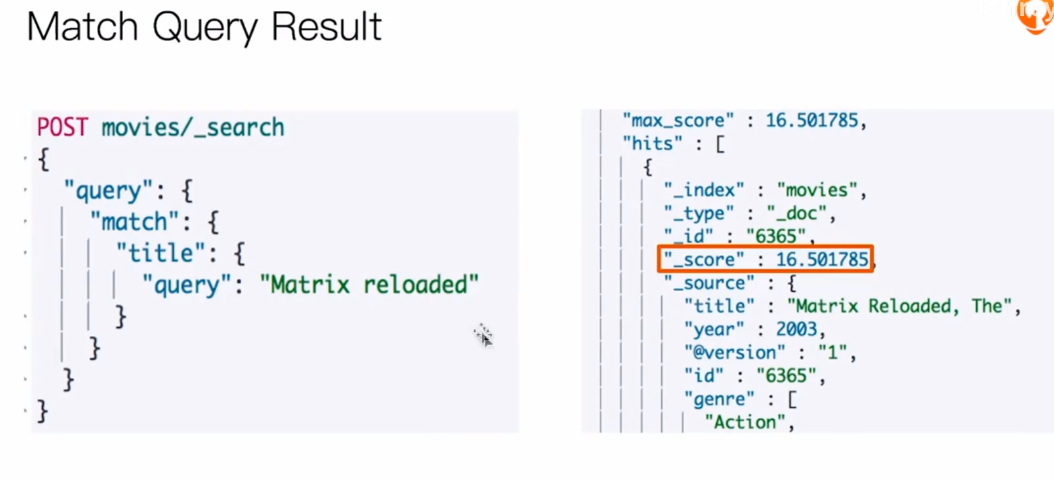 Match Query Result
POST movies/_search
{
"query": {
"match": {
"title": {
"query": "Matrix reloaded"
}
}
}
}
"max_score" : 16.501785,
"hits" : [
{
"_index" : "movies",
"_type" : "_doc",
"_id" : "6365",
"_score" : 16.501785,
"_source" : {
"title" : "Matrix Reloaded, The",
"year" : 2003,
"@version" : "1",
"id" : "6365",
"genre" : [
"Action",